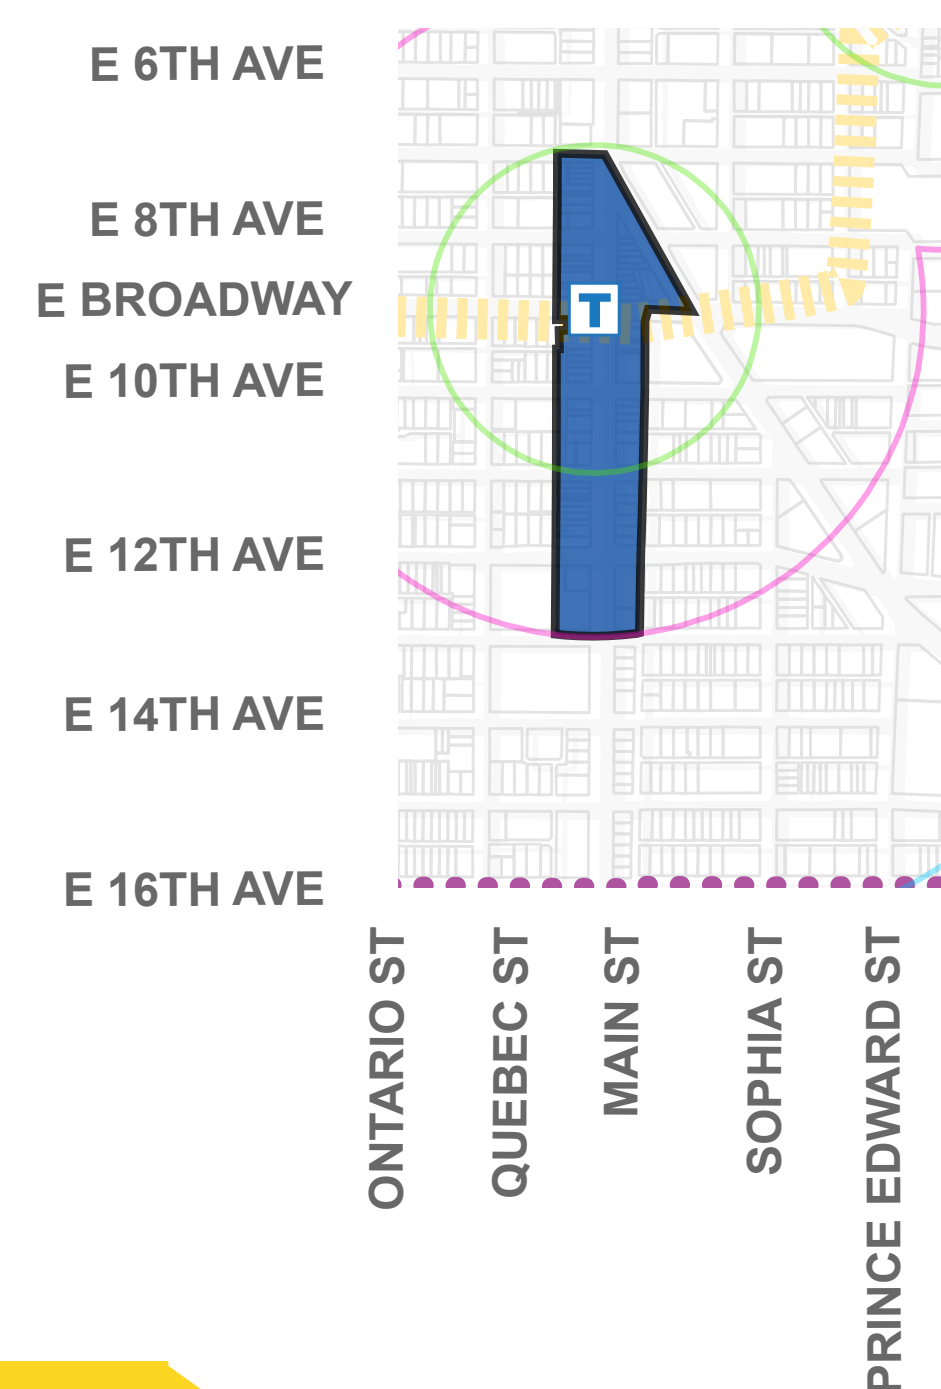 E 6TH AVE
E 8TH AVE
E BROADWAY
T
E 10TH AVE
E 12TH AVE
E 14TH AVE
E 16TH AVE
ONTARIO ST
QUEBEC ST
MAIN ST
SOPHIA ST
PRINCE EDWARD ST